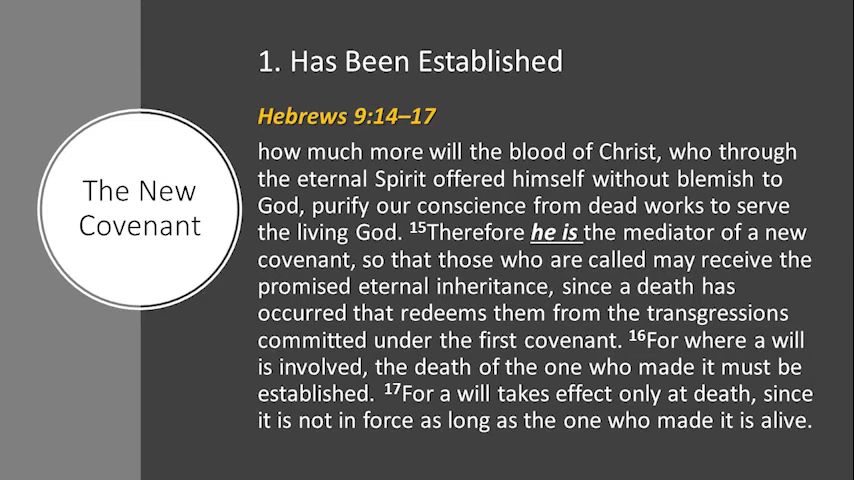 1. Has Been Established
The New
Covenant
Hebrews 9:14–17
how much more will the blood of Christ, who through
the eternal Spirit offered himself without blemish to
God, purify our conscience from dead works to serve
the living God. ¹⁵Therefore he is the mediator of a new
covenant, so that those who are called may receive the
promised eternal inheritance, since a death has
occurred that redeems them from the transgressions
committed under the first covenant. ¹⁶For where a will
is involved, the death of the one who made it must be
established. ¹⁷For a will takes effect only at death, since
it is not in force as long as the one who made it is alive.